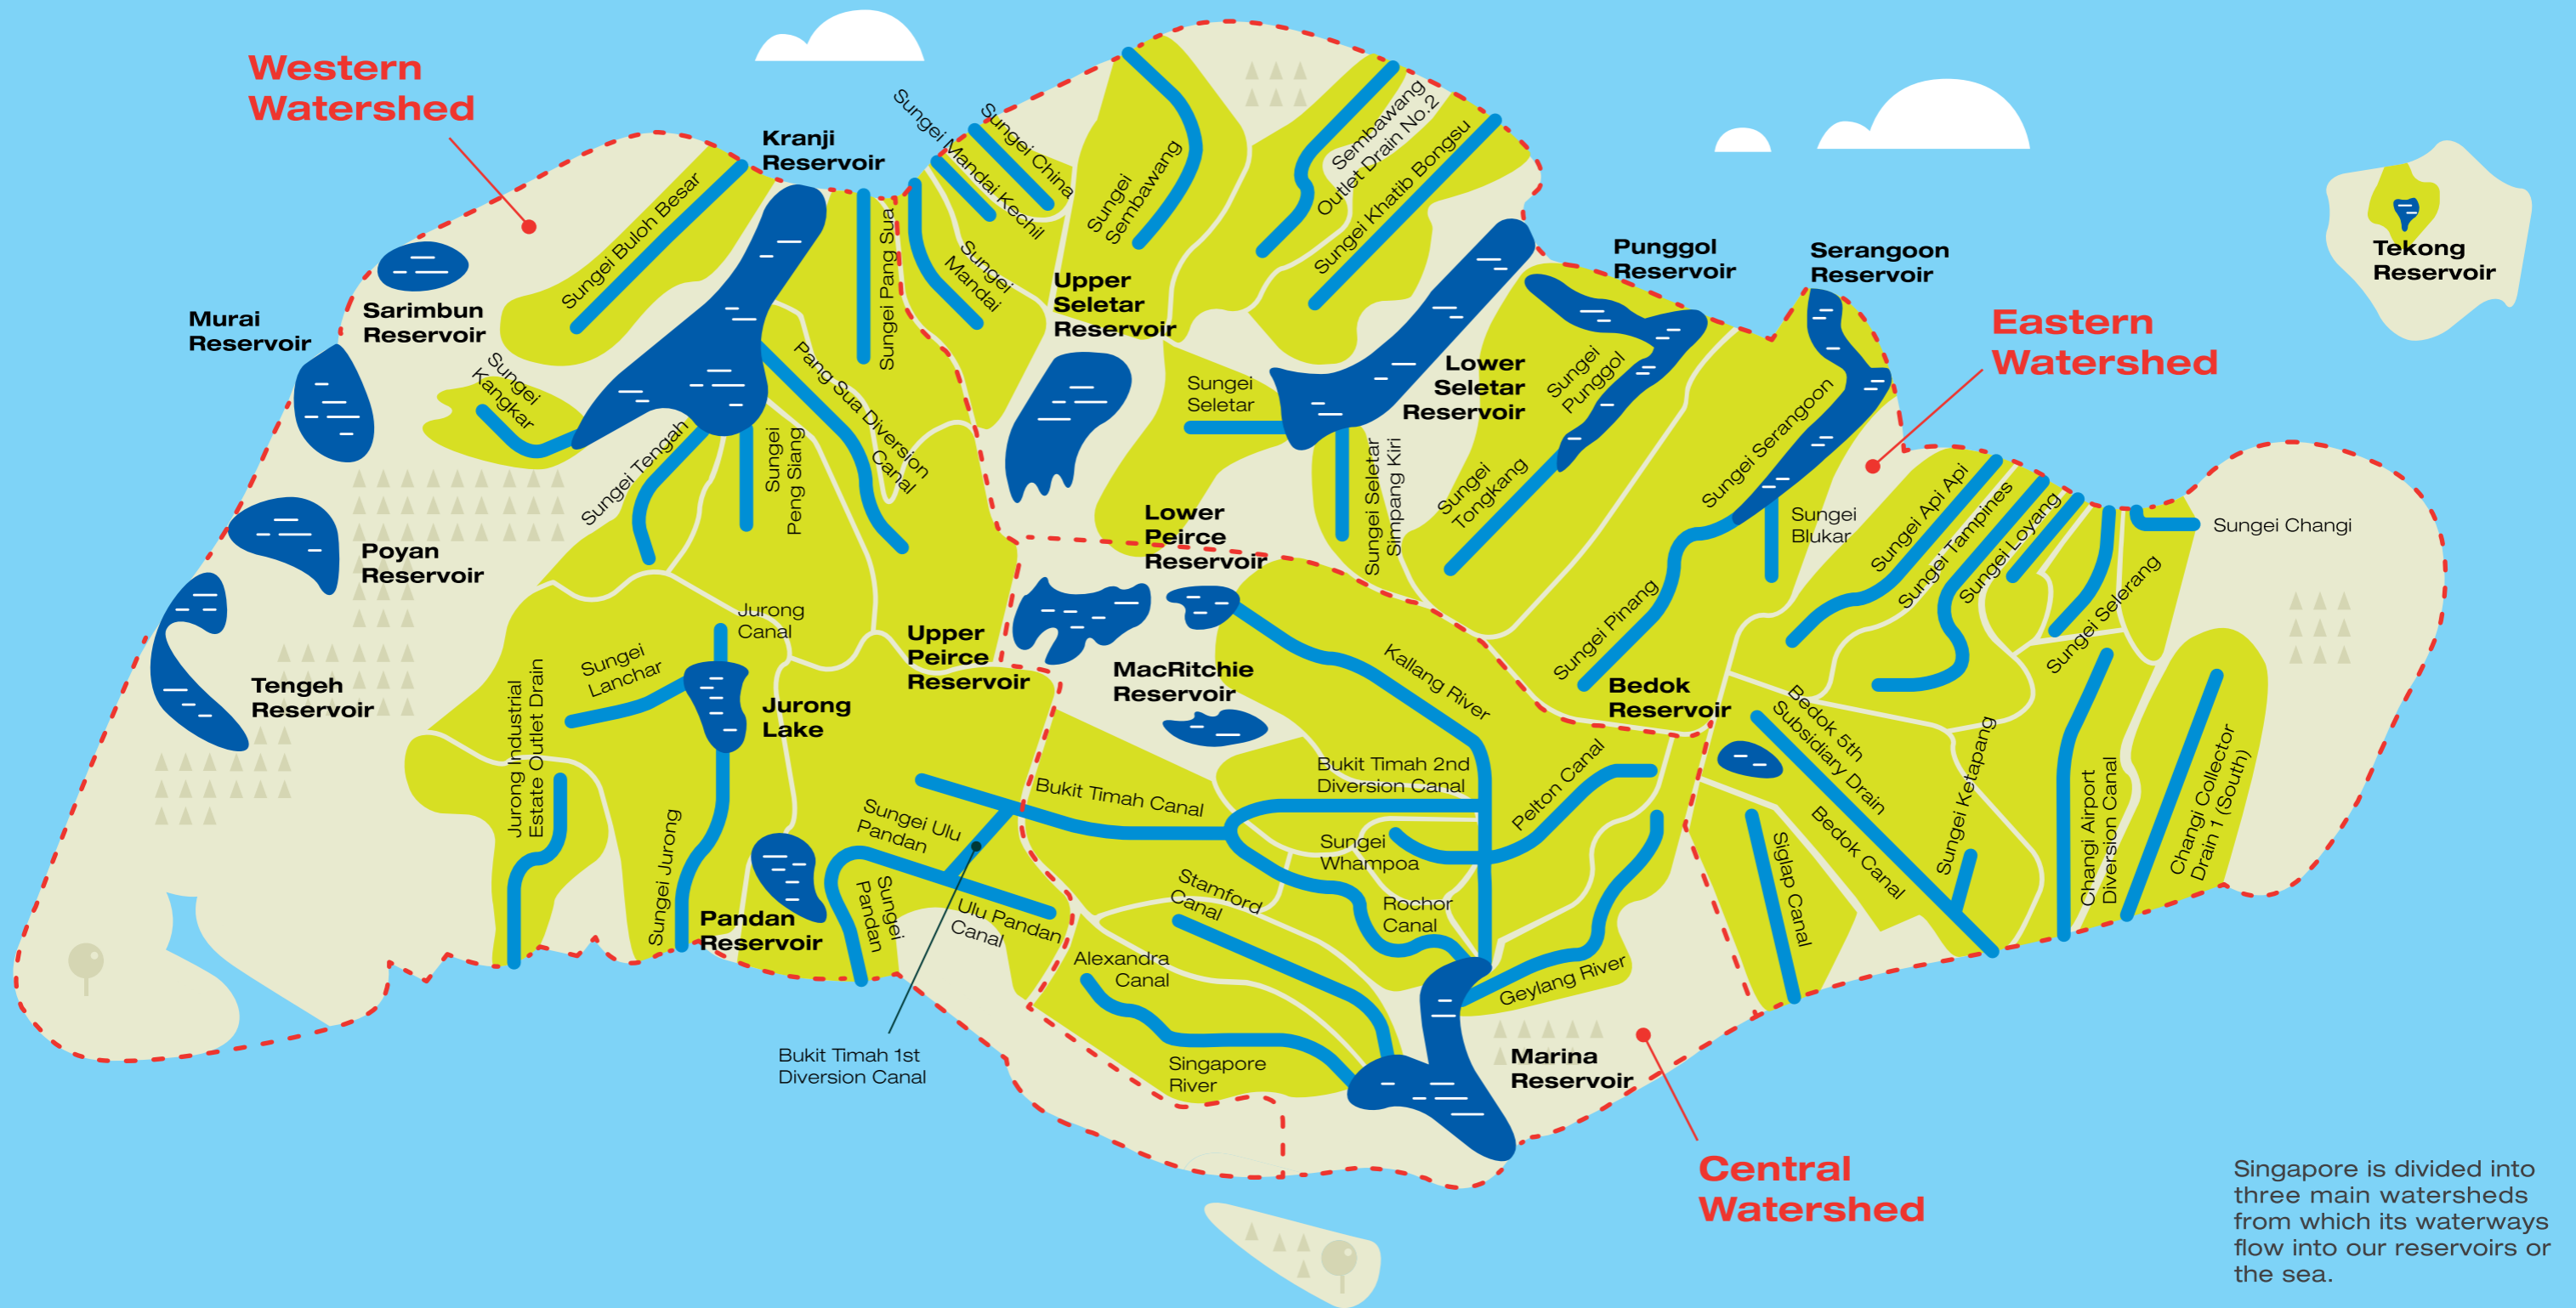 Western
Watershed
Kranji
Reservoir
Sungei Buloh Besar
Sungei Pang Sua
Sungei Mandai Kechil
Sungei China
Sungei
Mandai
Sungei
Sembawang
Sembawang
Outlet Drain No.2
Sungei Khatib Bongsu
Murai
Reservoir
Sarimbun
Reservoir
Sungei
Kangkar
Sungei Tengah
Sungei
Peng Siang
Pang Sua Diversion
Canal
Upper
Seletar
Reservoir
Sungei
Seletar
Lower
Seletar
Reservoir
Sungei Seletar
Simpang Kiri
Punggol
Reservoir
Sungei
Punggol
Sungei
Tongkang
Serangoon
Reservoir
Sungei Serangoon
Sungei
Blukar
Sungei Pinang
Eastern
Watershed
Tekong
Reservoir
Sungei Api Api
Sungei Tampines
Sungei Loyang
Sungei Selerang
Sungei Changi
Poyan
Reservoir
Tengeh
Reservoir
Jurong
Canal
Sungei
Lanchar
Jurong
Lake
Jurong Industrial
Estate Outlet Drain
Sungei Jurong
Pandan
Reservoir
Sungei
Pandan
Sungei Ulu
Pandan
Ulu Pandan
Canal
Bukit Timah 1st
Diversion Canal
Upper
Peirce
Reservoir
Lower
Peirce
Reservoir
MacRitchie
Reservoir
Kallang River
Bukit Timah Canal
Bukit Timah 2nd
Diversion Canal
Pelton Canal
Sungei
Whampoa
Rochor
Canal
Stamford
Canal
Alexandra
Canal
Singapore
River
Geylang River
Marina
Reservoir
Bedok
Reservoir
Bedok 5th
Subsidiary Drain
Bedok Canal
Siglap Canal
Sungei Ketapang
Changi Airport
Diversion Canal
Changi Collector
Drain 1 (South)
Central
Watershed
Singapore is divided into
three main watersheds
from which its waterways
flow into our reservoirs or
the sea.